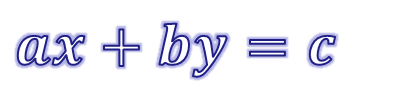 ax + by = c